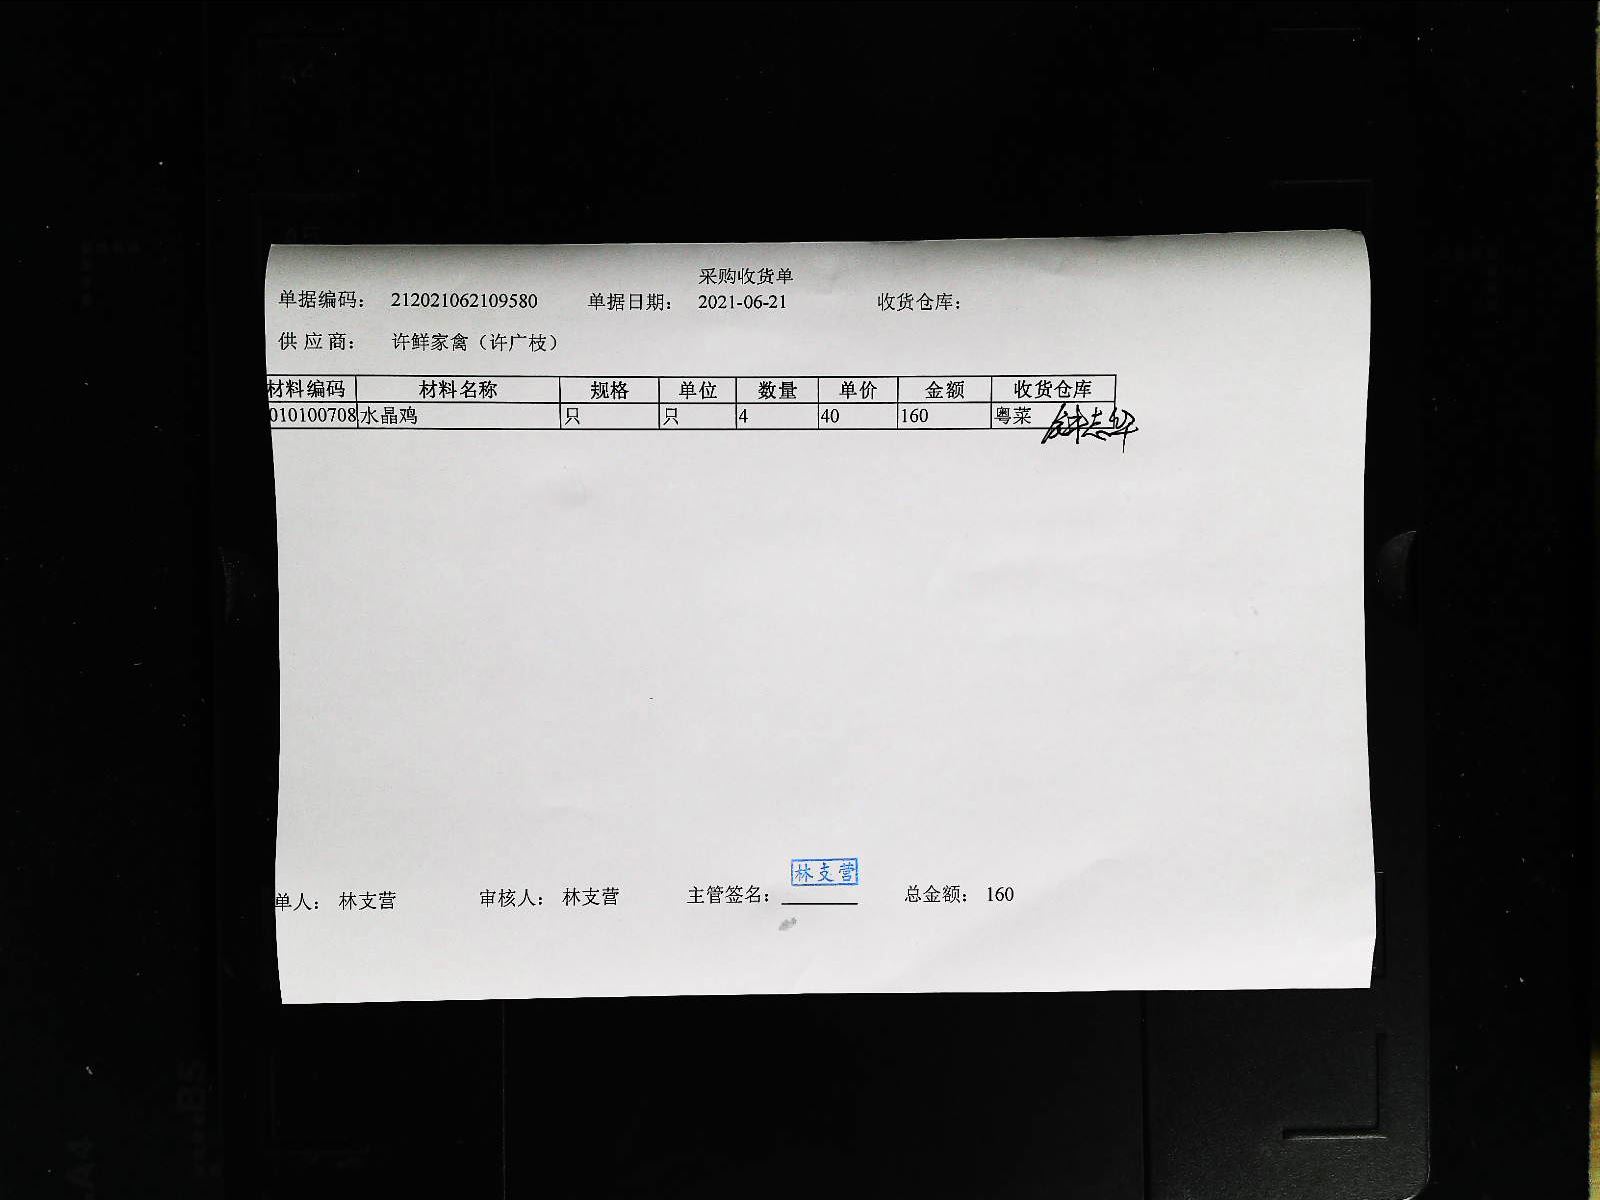 采购收货单
单据编码： 212021062109580 单据日期： 2021-06-21 收货仓库：
供应商： 许鲜家禽（许广枝）
材料编码 材料名称 规格 单位 数量 单价 金额 收货仓库
010100708 水晶鸡 只 只 4 40 160 粤菜 钟志华
林支营
单人： 林支营 审核人： 林支营 主管签名： 总金额： 160